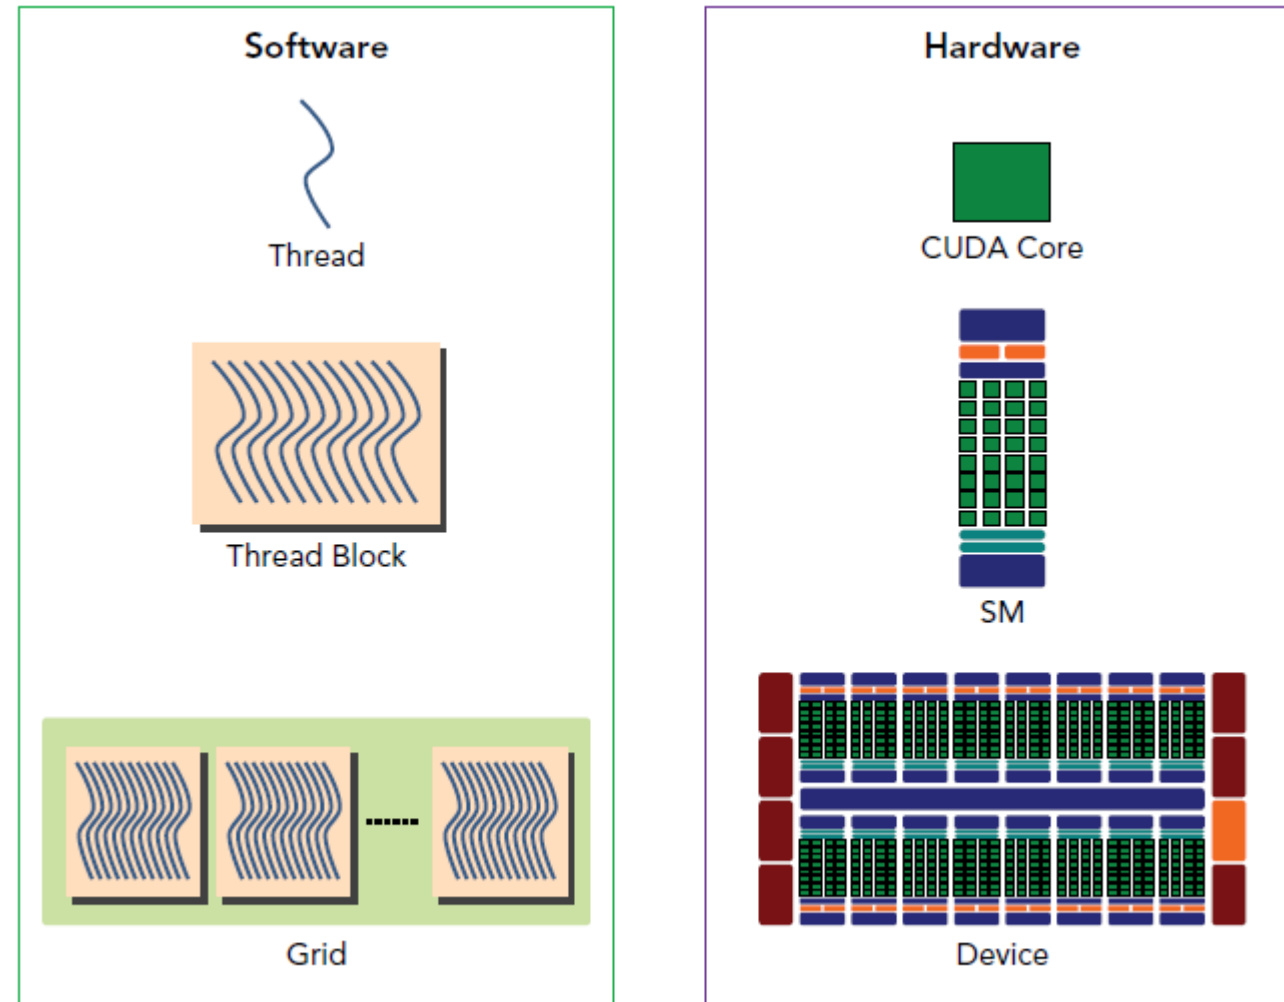 Software
Thread
Thread Block
Grid
Hardware
CUDA Core
SM
Device